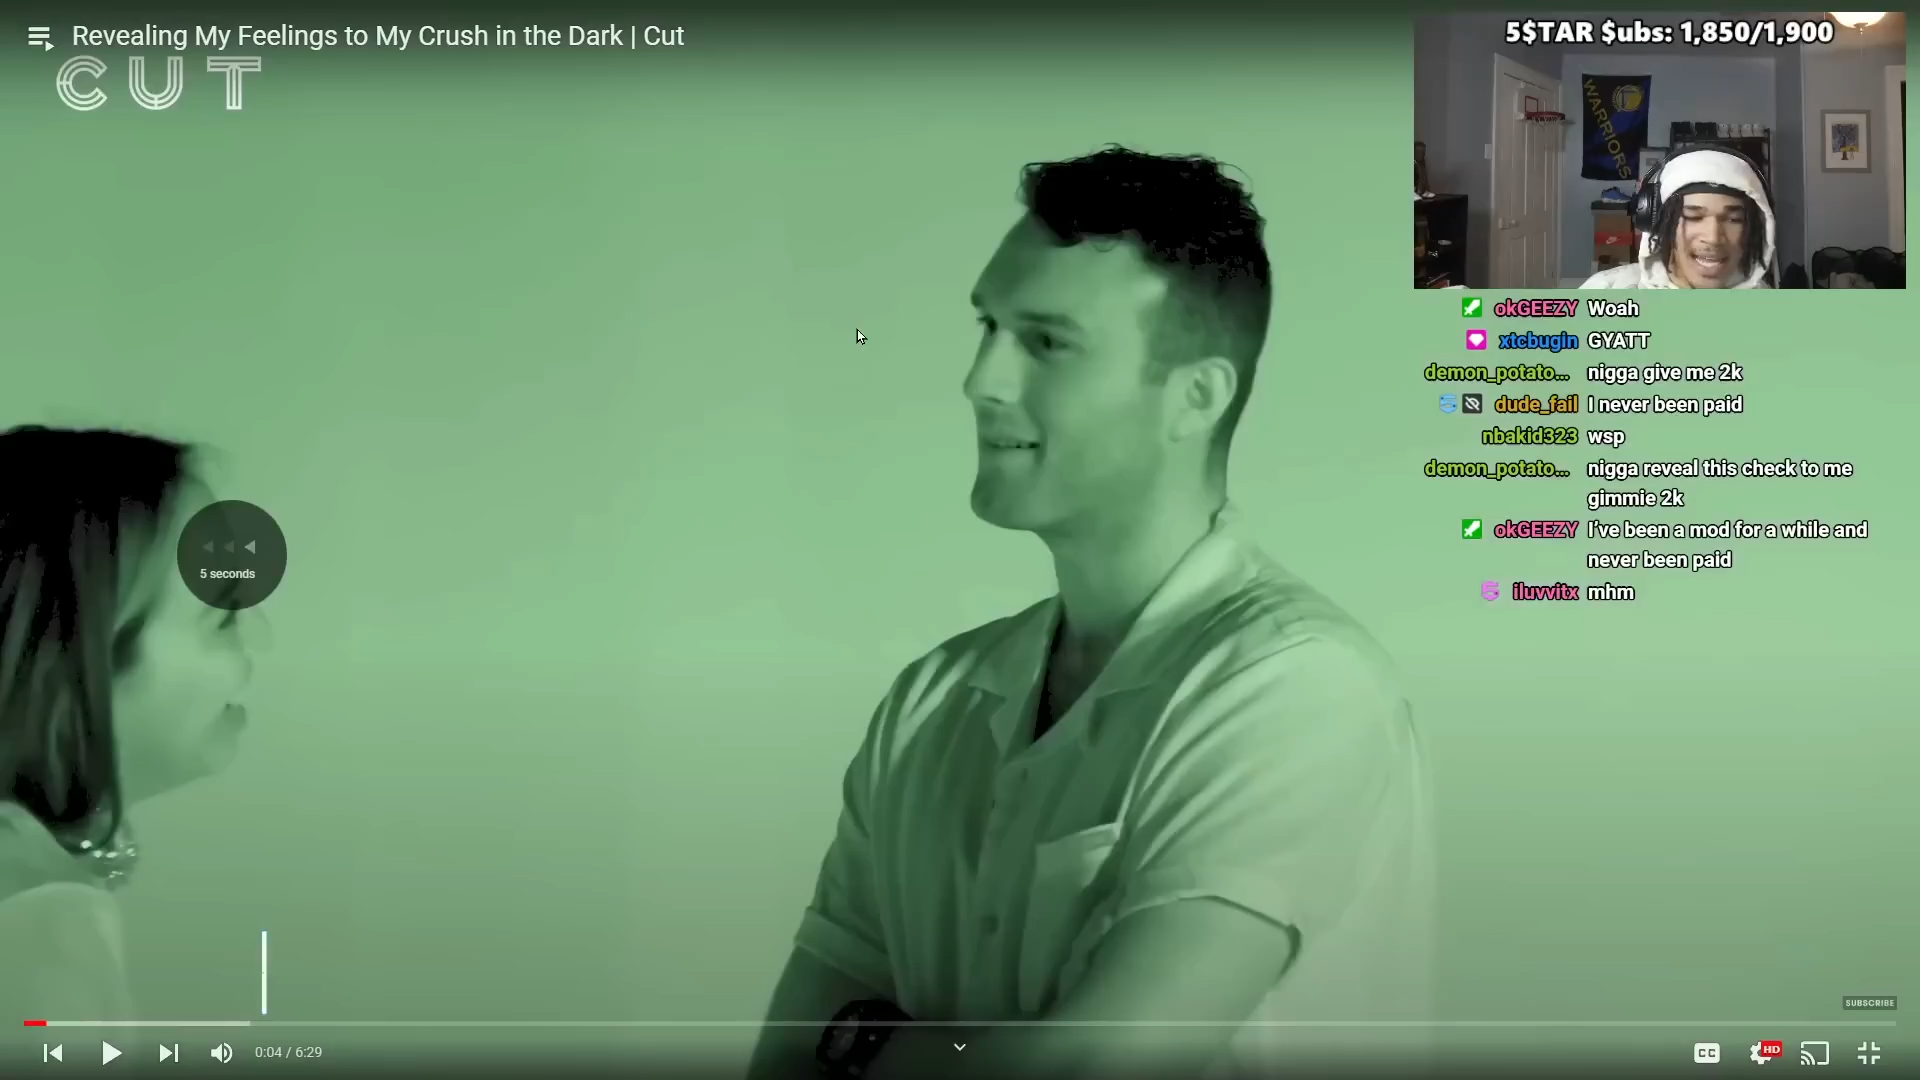 Revealing My Feelings to My Crush in the Dark | Cut
CUT
5$TAR $ubs: 1,850/1,900
WARRIORS
okGEEZY Woah
xtcbugin GYATT
demon_potato... nigga give me 2k
dude_fail I never been paid
nbakid323 wsp
demon_potato... nigga reveal this check to me
gimmie 2k
okGEEZY I've been a mod for a while and
never been paid
iluvvitx mhm
5 seconds
SUBSCRIBE
0:04 / 6:29
CC
HD